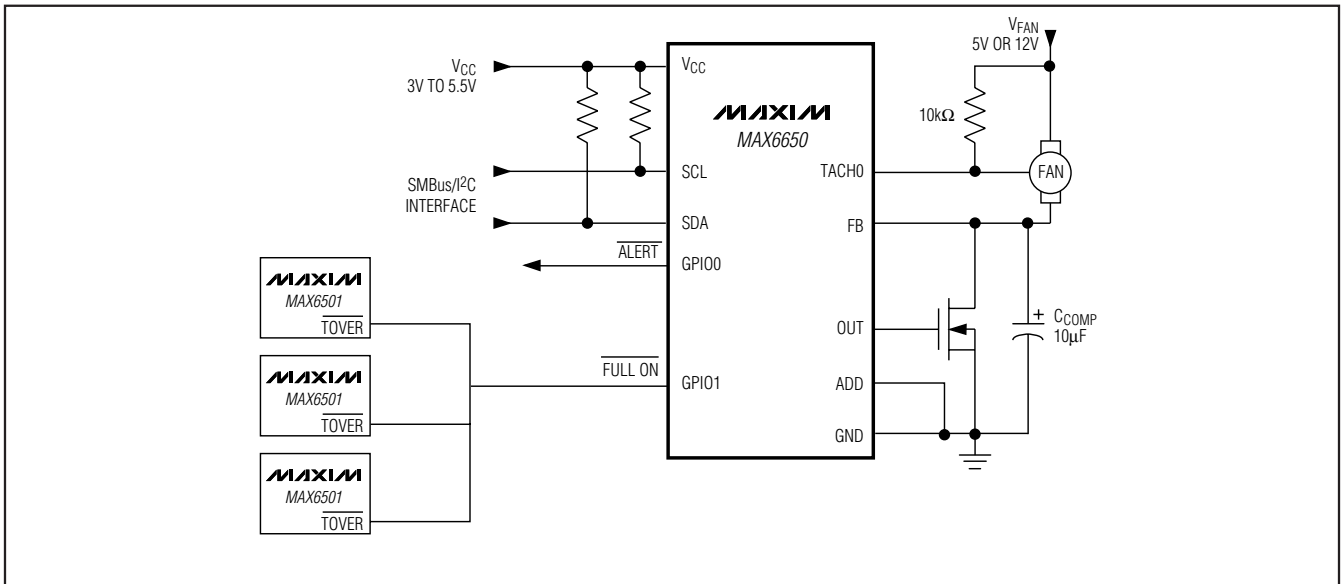 VFAN
5V OR 12V
VCC
3V TO 5.5V
VCC
MAXIM
MAX6650
10kΩ
SCL
TACH0
FAN
SMBus/I2C
INTERFACE
SDA
FB
ALERT
GPIO0
MAXIM
MAX6501
TOVER
OUT
+ CCOMP
10µF
MAXIM
MAX6501
TOVER
FULL ON
GPIO1
ADD
GND
MAXIM
MAX6501
TOVER